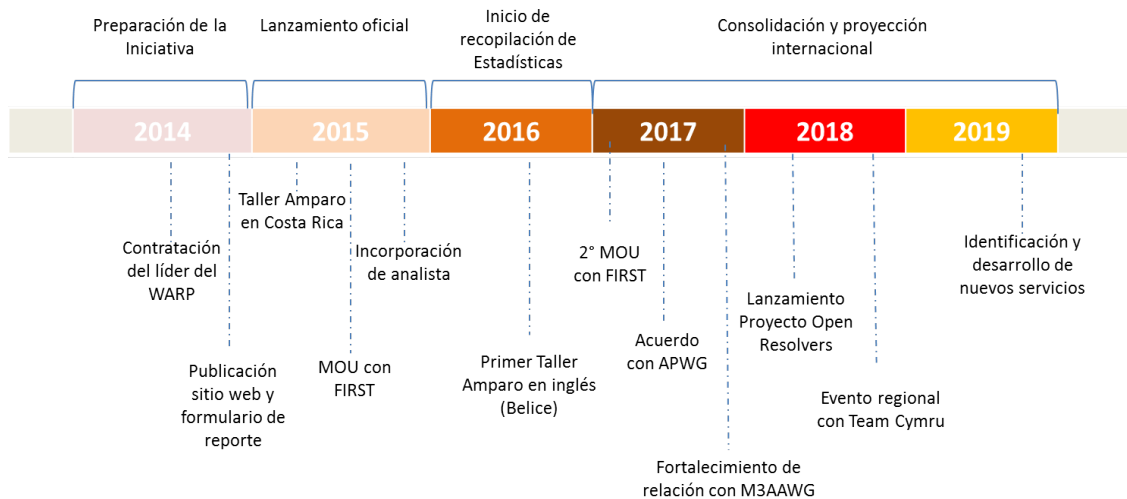 Preparación de la
Iniciativa
Lanzamiento oficial
Inicio de
recopilación de
Estadísticas
Consolidación y proyección
internacional
2014
2015
2016
2017
2018
2019
Taller Amparo
en Costa Rica
Contratación
del líder del
WARP
Incorporación
de analista
2° MOU
con FIRST
Identificación y
desarrollo de
nuevos servicios
Lanzamiento
Proyecto Open
Resolvers
Publicación
sitio web y
formulario de
reporte
MOU con
FIRST
Primer Taller
Amparo en inglés
(Belice)
Acuerdo
con APWG
Evento regional
con Team Cymru
Fortalecimiento de
relación con M3AAWG